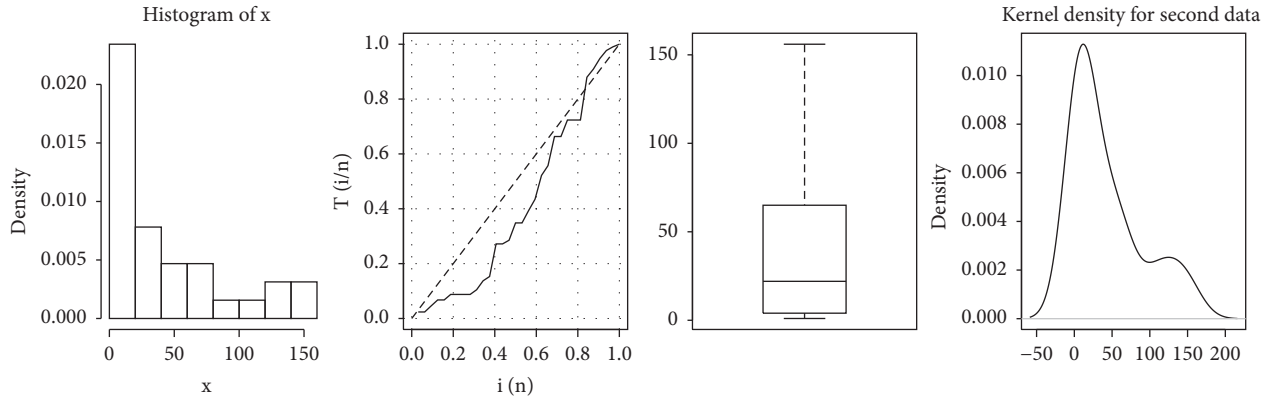 Histogram of x
Density
0.020
0.015
0.010
0.005
0.000
0 50 100 150
x
T (i/n)
1.0
0.8
0.6
0.4
0.2
0.0
0.0 0.2 0.4 0.6 0.8 1.0
i (n)
150
100
50
0
Kernel density for second data
Density
0.010
0.008
0.006
0.004
0.002
0.000
−50 0 50 100 150 200